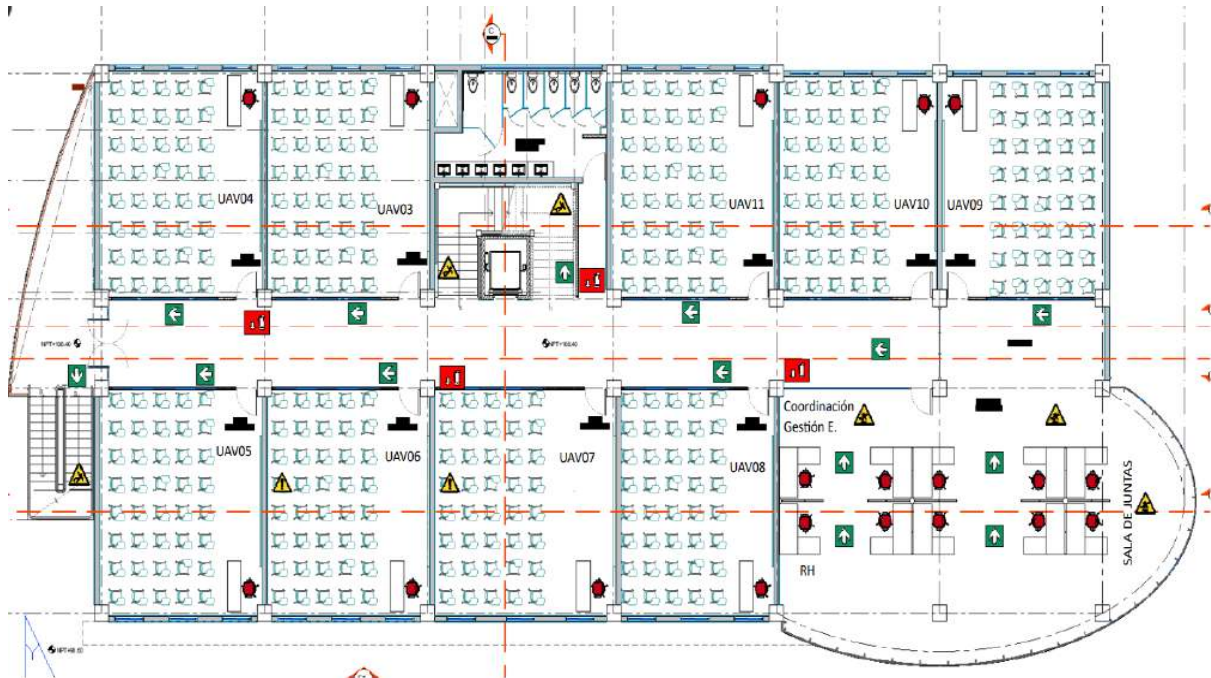 C
UAV04
UAV03
UAV11
UAV10
UAV09
UAV05
UAV06
UAV07
UAV08
Coordinación
Gestión E.
SALA DE JUNTAS
RH